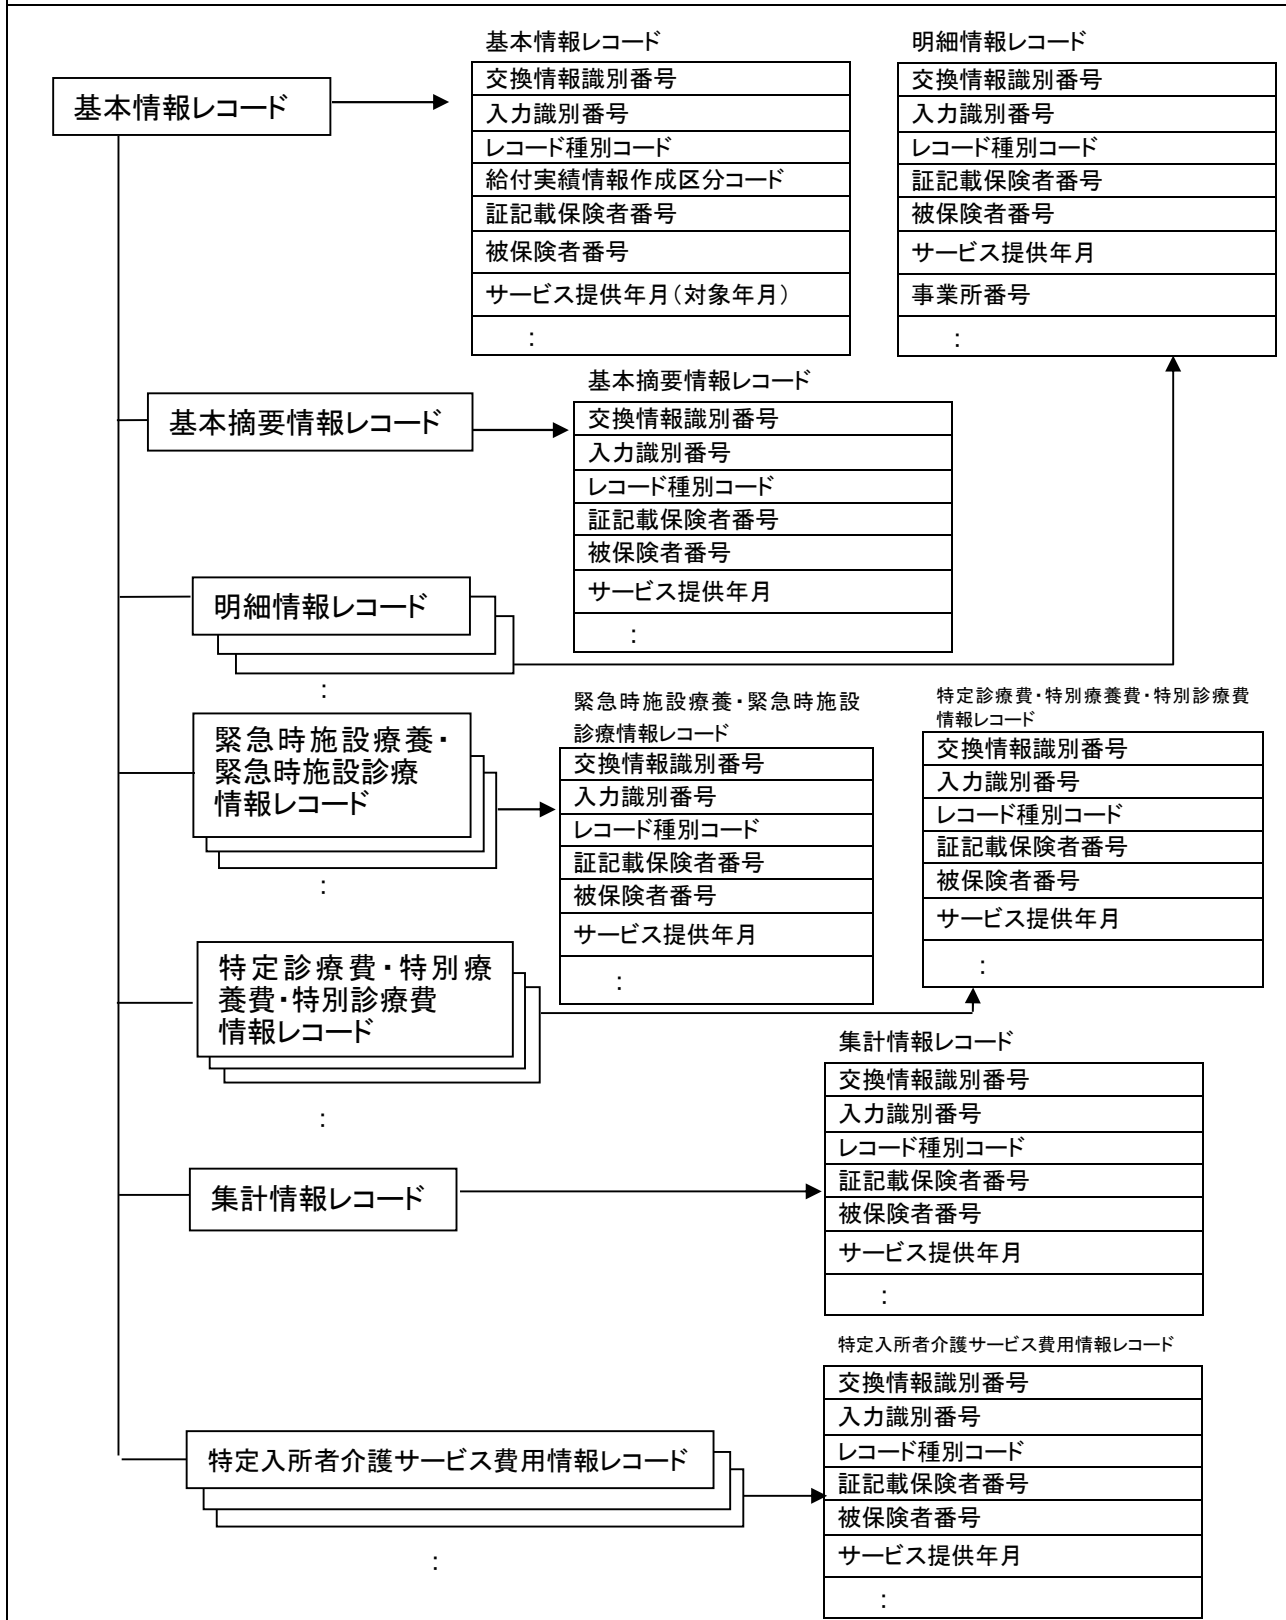 基本情報レコード
基本情報レコード
交換情報識別番号
入力識別番号
レコード種別コード
給付実績情報作成区分コード
証記載保険者番号
被保険者番号
サービス提供年月（対象年月）
：
明細情報レコード
交換情報識別番号
入力識別番号
レコード種別コード
証記載保険者番号
被保険者番号
サービス提供年月
事業所番号
：
基本摘要情報レコード
基本摘要情報レコード
交換情報識別番号
入力識別番号
レコード種別コード
証記載保険者番号
被保険者番号
サービス提供年月
：
明細情報レコード
：
緊急時施設療養・
緊急時施設診療
情報レコード
：
緊急時施設療養・緊急時施設
診療情報レコード
交換情報識別番号
入力識別番号
レコード種別コード
証記載保険者番号
被保険者番号
サービス提供年月
：
特定診療費・特別療養費・特別診療費
情報レコード
交換情報識別番号
入力識別番号
レコード種別コード
証記載保険者番号
被保険者番号
サービス提供年月
：
特定診療費・特別療
養費・特別診療費
情報レコード
：
集計情報レコード
集計情報レコード
交換情報識別番号
入力識別番号
レコード種別コード
証記載保険者番号
被保険者番号
サービス提供年月
：
特定入所者介護サービス費用情報レコード
：
特定入所者介護サービス費用情報レコード
交換情報識別番号
入力識別番号
レコード種別コード
証記載保険者番号
被保険者番号
サービス提供年月
：